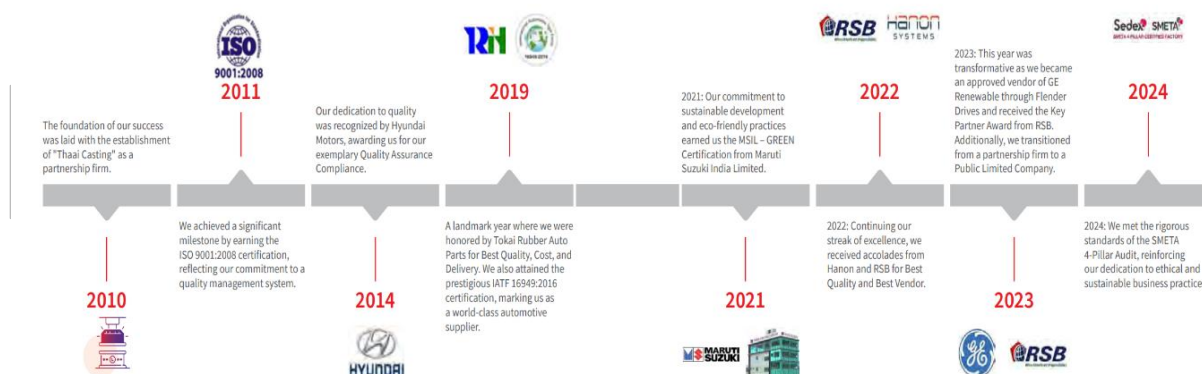 ISO
9001:2008
2011
TRH
2019
RSB
Hanon
SYSTEMS
2022
Sedex SMETA
2024
The foundation of our success
was laid with the establishment
of "Thaai Casting" as a
partnership firm.
Our dedication to quality
was recognized by Hyundai
Motors, awarding us for our
exemplary Quality Assurance
Compliance.
2021: Our commitment to
sustainable development
and eco-friendly practices
earned us the MSIL – GREEN
Certification from Maruti
Suzuki India Limited.
2023: This year was
transformative as we became
an approved vendor of GE
Renewable through Flender
Drives and received the Key
Partner Award from RSB.
Additionally, we transitioned
from a partnership firm to a
Public Limited Company.
We achieved a significant
milestone by earning the
ISO 9001:2008 certification,
reflecting our commitment to a
quality management system.
A landmark year where we were
honored by Tokai Rubber Auto
Parts for Best Quality, Cost, and
Delivery. We also attained the
prestigious IATF 16949:2016
certification, marking us as
a world-class automotive
supplier.
2022: Continuing our
streak of excellence, we
received accolades from
Hanon and RSB for Best
Quality and Best Vendor.
2024: We met the rigorous
standards of the SMETA
4-Pillar Audit, reinforcing
our dedication to ethical and
sustainable business practice
2010
2014
HYUNDAI
2021
MARUTI
SUZUKI
2023
GE
RSB